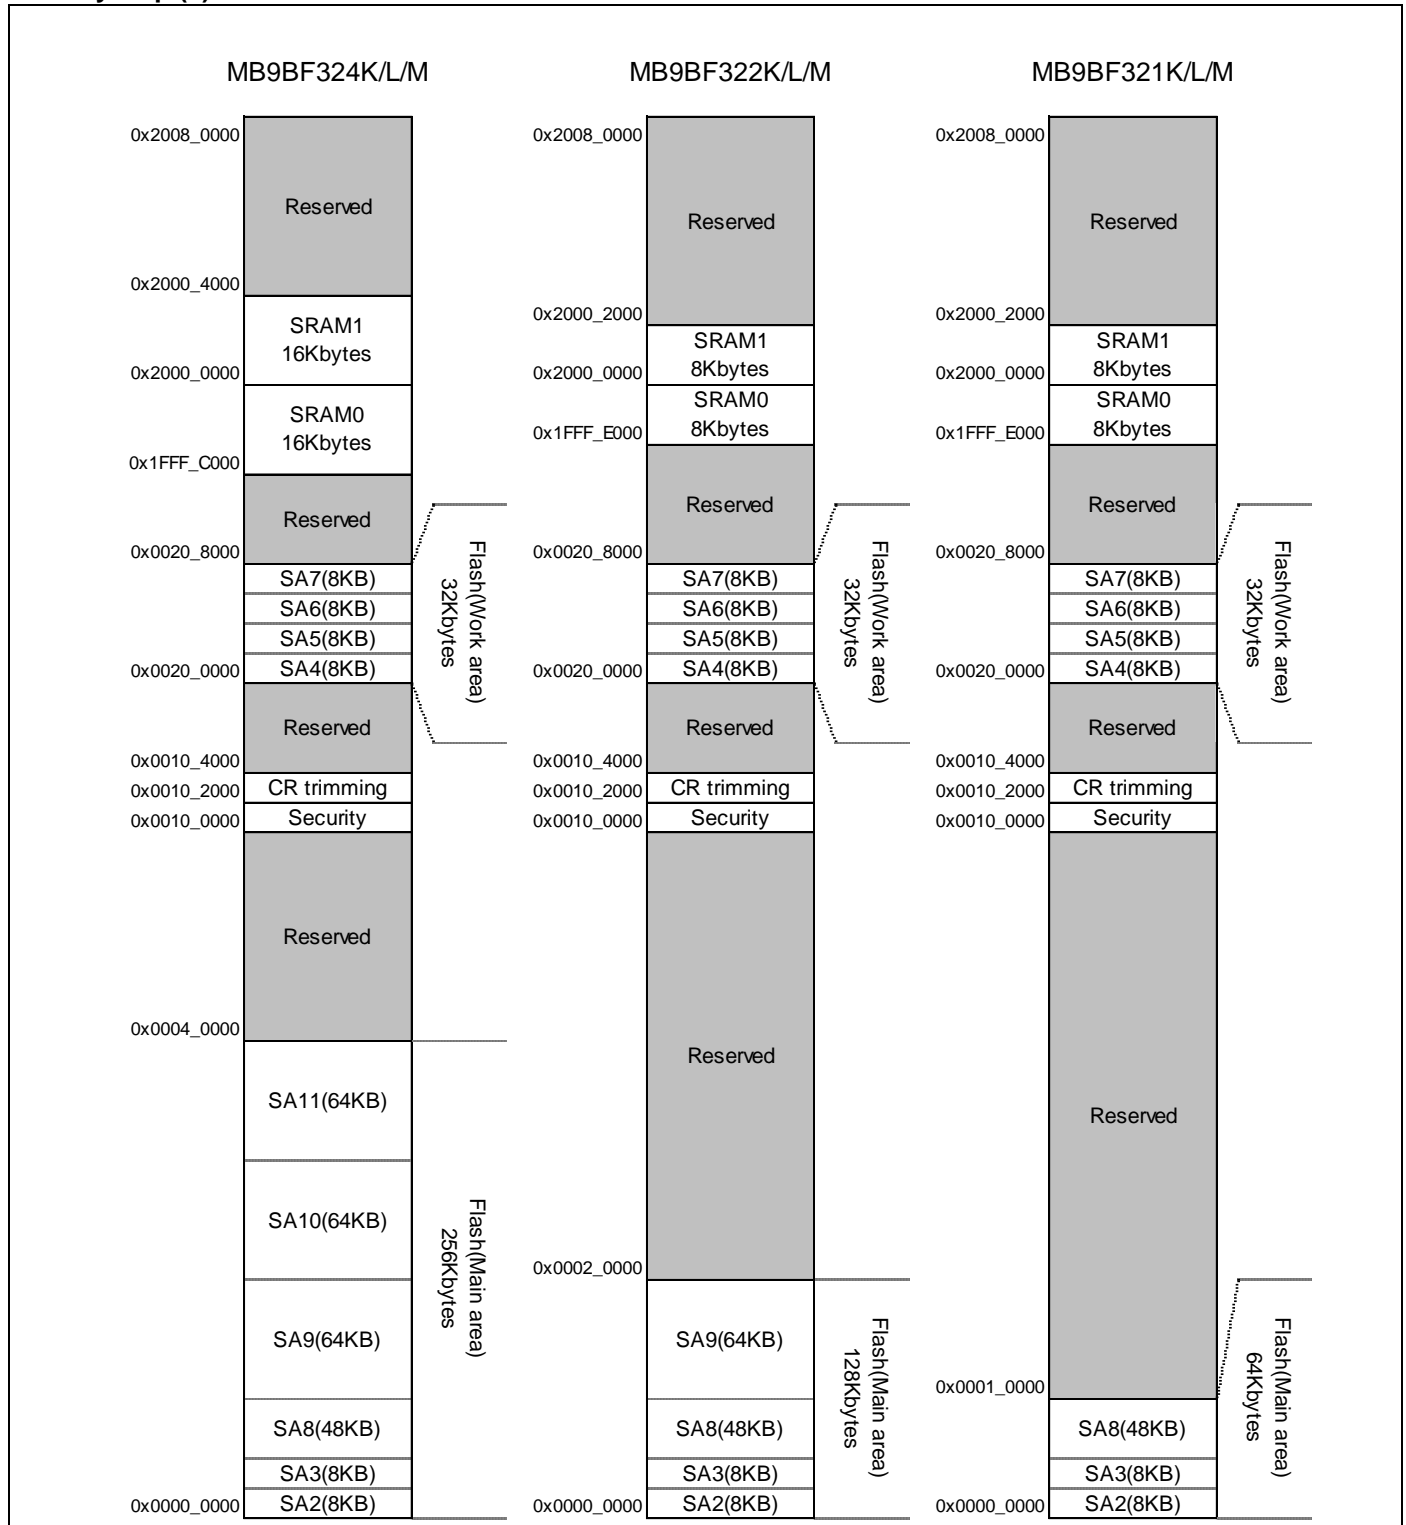 MB9BF324K/L/M
0x2008_0000
Reserved
0x2000_4000
SRAM1
16Kbytes
0x2000_0000
SRAM0
16Kbytes
0x1FFF_C000
Reserved
0x0020_8000
SA7(8KB)
SA6(8KB)
SA5(8KB)
SA4(8KB)
0x0020_0000
Flash(Work area)
32Kbytes
Reserved
0x0010_4000
CR trimming
0x0010_2000
Security
0x0010_0000
Reserved
0x0004_0000
SA11(64KB)
SA10(64KB)
SA9(64KB)
SA8(48KB)
SA3(8KB)
SA2(8KB)
0x0000_0000
Flash(Main area)
256Kbytes
MB9BF322K/L/M
0x2008_0000
Reserved
0x2000_2000
SRAM1
8Kbytes
0x2000_0000
SRAM0
8Kbytes
0x1FFF_E000
Reserved
0x0020_8000
SA7(8KB)
SA6(8KB)
SA5(8KB)
SA4(8KB)
0x0020_0000
Flash(Work area)
32Kbytes
Reserved
0x0010_4000
CR trimming
0x0010_2000
Security
0x0010_0000
Reserved
0x0002_0000
SA9(64KB)
SA8(48KB)
SA3(8KB)
SA2(8KB)
0x0000_0000
Flash(Main area)
128Kbytes
MB9BF321K/L/M
0x2008_0000
Reserved
0x2000_2000
SRAM1
8Kbytes
0x2000_0000
SRAM0
8Kbytes
0x1FFF_E000
Reserved
0x0020_8000
SA7(8KB)
SA6(8KB)
SA5(8KB)
SA4(8KB)
0x0020_0000
Flash(Work area)
32Kbytes
Reserved
0x0010_4000
CR trimming
0x0010_2000
Security
0x0010_0000
Reserved
0x0001_0000
SA8(48KB)
SA3(8KB)
SA2(8KB)
0x0000_0000
Flash(Main area)
64Kbytes